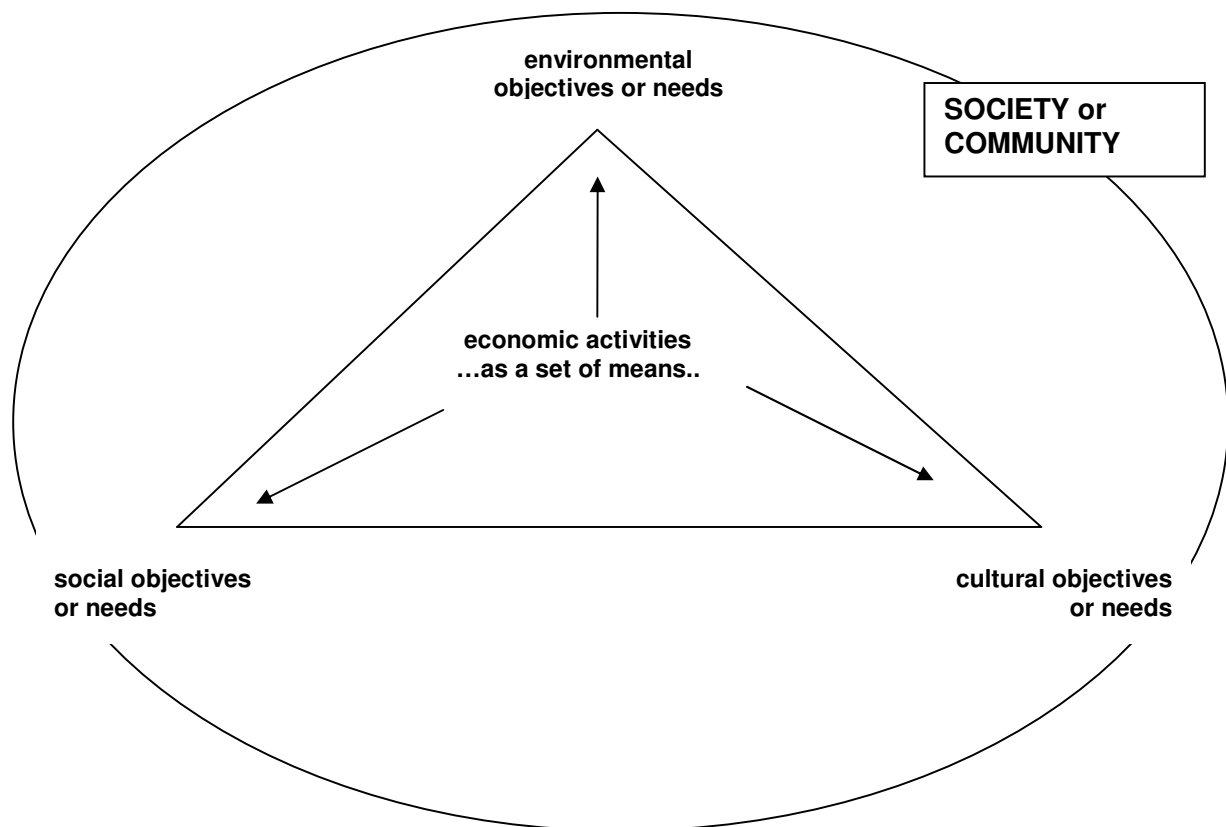 environmental
objectives or needs
SOCIETY or
COMMUNITY
economic activities
…as a set of means..
social objectives
or needs
cultural objectives
or needs